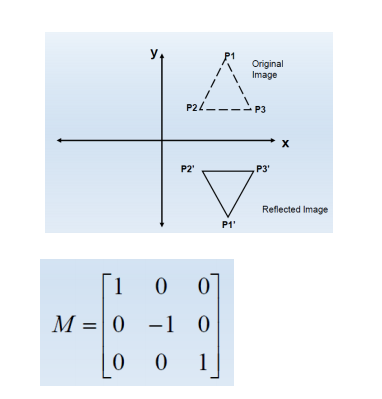 y
P1
Original
Image
P2
P3
x
P2'
P3'
Reflected Image
P1'
M = [1 0 0]
[0 -1 0]
[0 0 1]